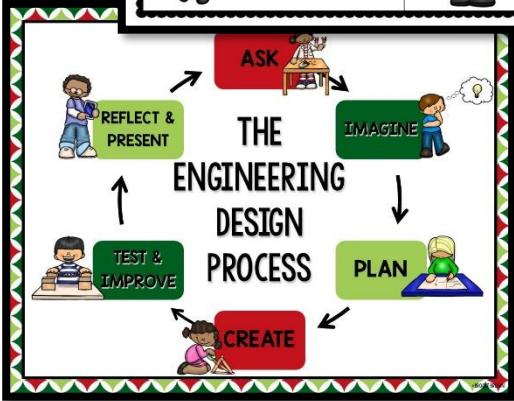 ASK
IMAGINE
PLAN
CREATE
TEST &
IMPROVE
REFLECT &
PRESENT
THE
ENGINEERING
DESIGN
PROCESS